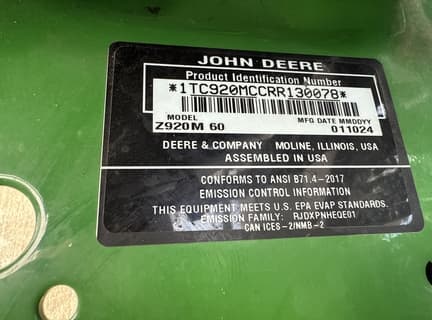 JOHN DEERE
Product Identification Number
*1TC920MCCRR130078*
MODEL MFG DATE MMDDYY
Z920M 60 011024
DEERE & COMPANY MOLINE, ILLINOIS, USA
ASSEMBLED IN USA
CONFORMS TO ANSI B71.4-2017
EMISSION CONTROL INFORMATION
THIS EQUIPMENT MEETS U.S. EPA EVAP STANDARDS.
EMISSION FAMILY: RJDXPNHEQE01
CAN ICES-2/NMB-2